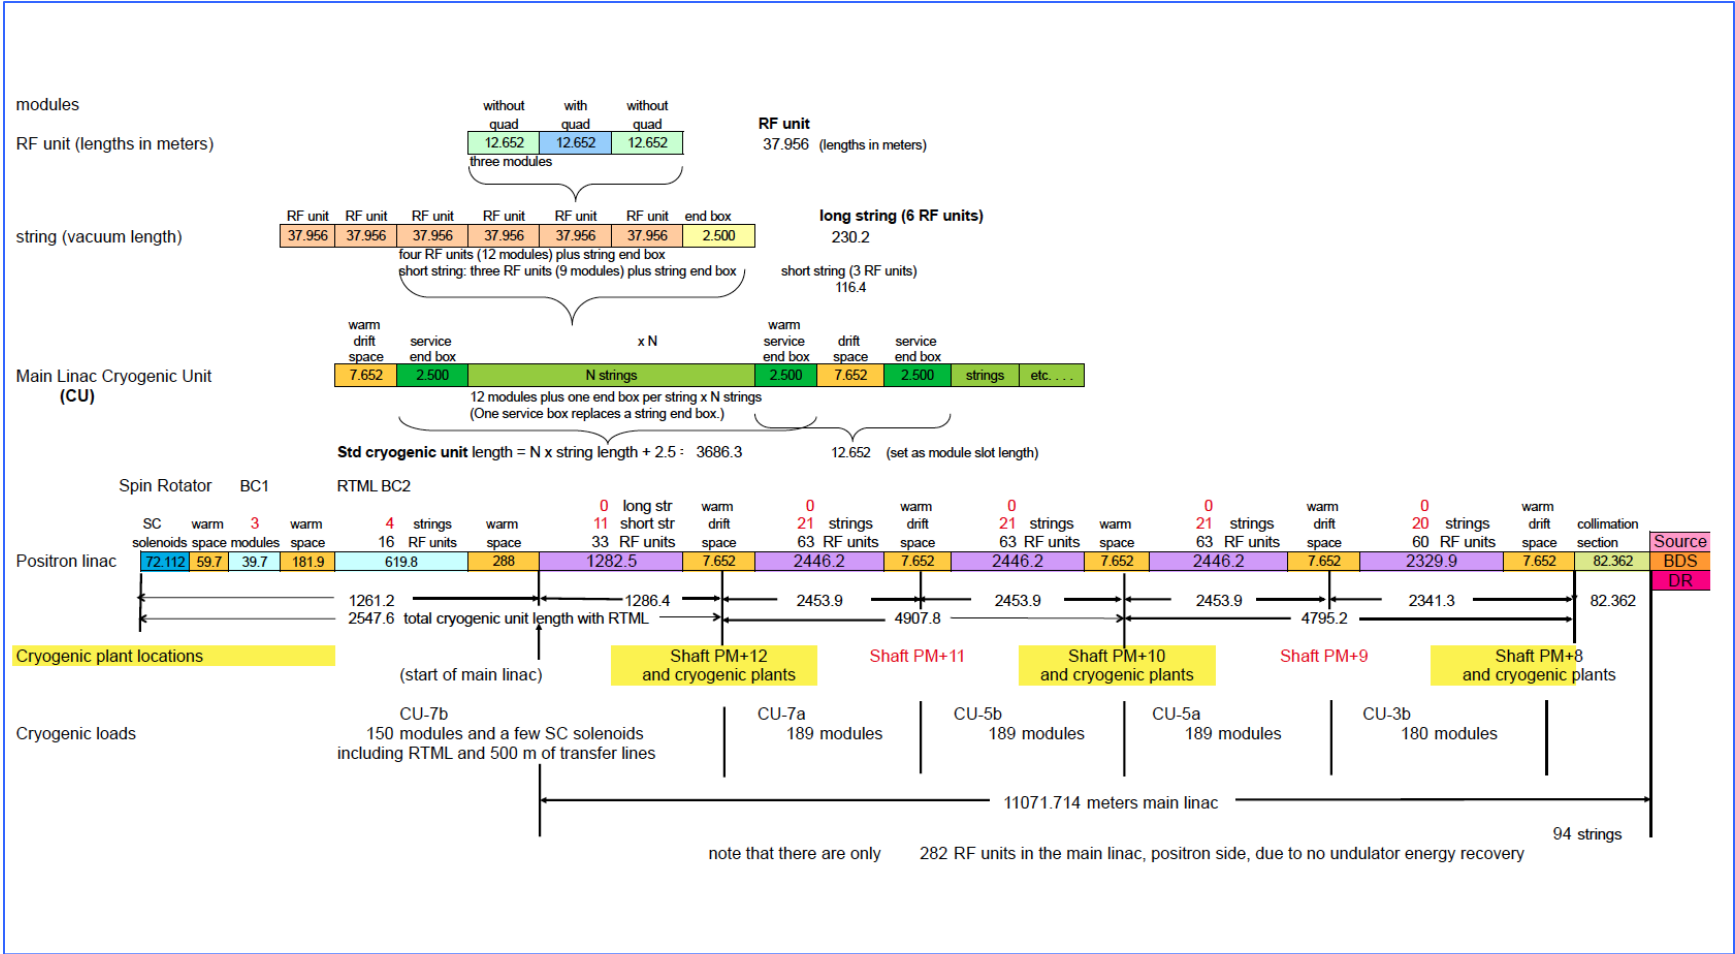 modules
without with without
quad quad quad
RF unit (lengths in meters) 12.652 12.652 12.652
three modules
RF unit
37.956 (lengths in meters)
RF unit RF unit RF unit RF unit RF unit RF unit end box
string (vacuum length) 37.956 37.956 37.956 37.956 37.956 37.956 2.500
long string (6 RF units)
230.2
four RF units (12 modules) plus string end box
short string: three RF units (9 modules) plus string end box
short string (3 RF units)
116.4
warm warm
drift service x N service drift service
space end box end box space end box
Main Linac Cryogenic Unit 7.652 2.500 N strings 2.500 7.652 2.500 strings etc. . . .
(CU)
12 modules plus one end box per string x N strings
(One service box replaces a string end box.)
Std cryogenic unit length = N x string length + 2.5 : 3686.3
12.652 (set as module slot length)
Spin Rotator BC1 RTML BC2
0 long str warm 0 warm 0 0 warm 0 warm
SC warm 3 warm 4 strings warm 11 short str drift 21 strings drift 21 strings warm 21 strings drift 20 strings drift collimation
solenoids space modules space 16 RF units space 33 RF units space 63 RF units space 63 RF units space 63 RF units space 60 RF units space section
Source
Positron linac 72.112 59.7 39.7 181.9 619.8 288 1282.5 7.652 2446.2 7.652 2446.2 7.652 2446.2 7.652 2329.9 7.652 82.362 BDS
DR
1261.2 1286.4 2453.9 2453.9 2453.9 2341.3 82.362
2547.6 total cryogenic unit length with RTML 4907.8 4795.2
Cryogenic plant locations Shaft PM+12 Shaft PM+11 Shaft PM+10 Shaft PM+9 Shaft PM+8
(start of main linac) and cryogenic plants and cryogenic plants and cryogenic plants
CU-7b CU-7a CU-5b CU-5a CU-3b
Cryogenic loads 150 modules and a few SC solenoids 189 modules 189 modules 189 modules 180 modules
including RTML and 500 m of transfer lines
11071.714 meters main linac
94 strings
note that there are only 282 RF units in the main linac, positron side, due to no undulator energy recovery